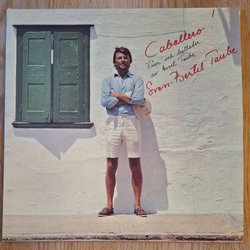 Caballero!
Visor och ballader
av Evert Taube
Sven-Bertil Taube